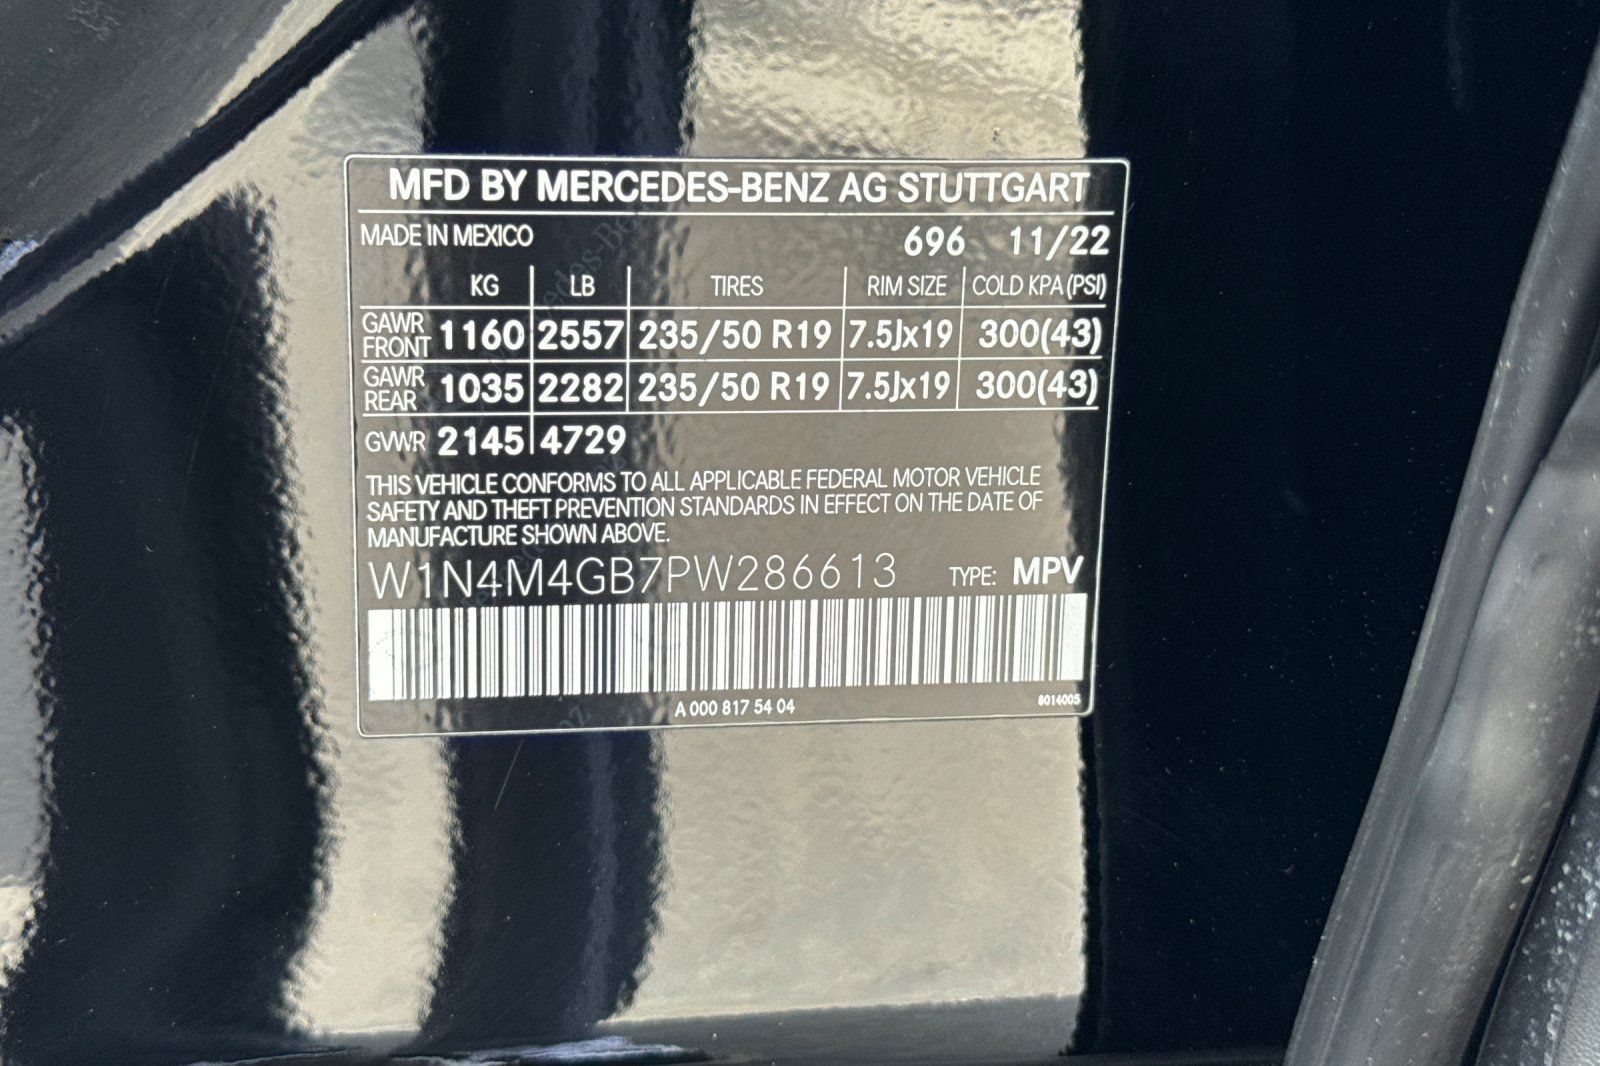 MFD BY MERCEDES-BENZ AG STUTTGART
MADE IN MEXICO 696 11/22
KG LB TIRES RIM SIZE COLD KPA (PSI)
GAWR FRONT 1160 2557 235/50 R19 7.5Jx19 300(43)
GAWR REAR 1035 2282 235/50 R19 7.5Jx19 300(43)
GVWR 2145 4729
THIS VEHICLE CONFORMS TO ALL APPLICABLE FEDERAL MOTOR VEHICLE
SAFETY AND THEFT PREVENTION STANDARDS IN EFFECT ON THE DATE OF
MANUFACTURE SHOWN ABOVE.
W1N4M4GB7PW286613 TYPE: MPV
A 000 817 54 04 8014005